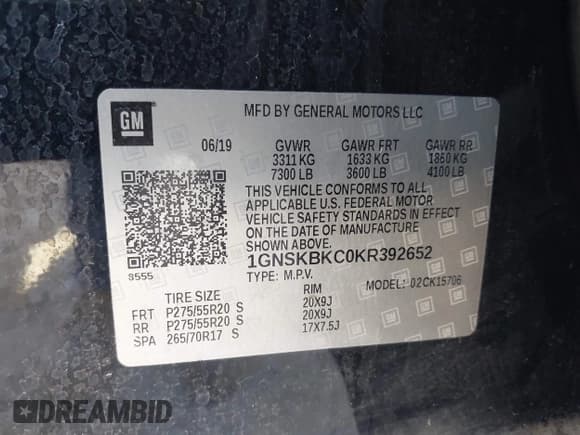 GM
MFD BY GENERAL MOTORS LLC
06/19 GVWR GAWR FRT GAWR RR
3311 KG 1633 KG 1860 KG
7300 LB 3600 LB 4100 LB
THIS VEHICLE CONFORMS TO ALL
APPLICABLE U.S. FEDERAL MOTOR
VEHICLE SAFETY STANDARDS IN EFFECT
ON THE DATE OF MANUFACTURE
SHOWN ABOVE.
1GNSKBKC0KR392652
S555
TYPE: M.P.V.
MODEL: 02CK15706
TIRE SIZE RIM
FRT P275/55R20 S 20X9J
RR P275/55R20 S 20X9J
SPA 265/70R17 S 17X7.5J
DREAMBID